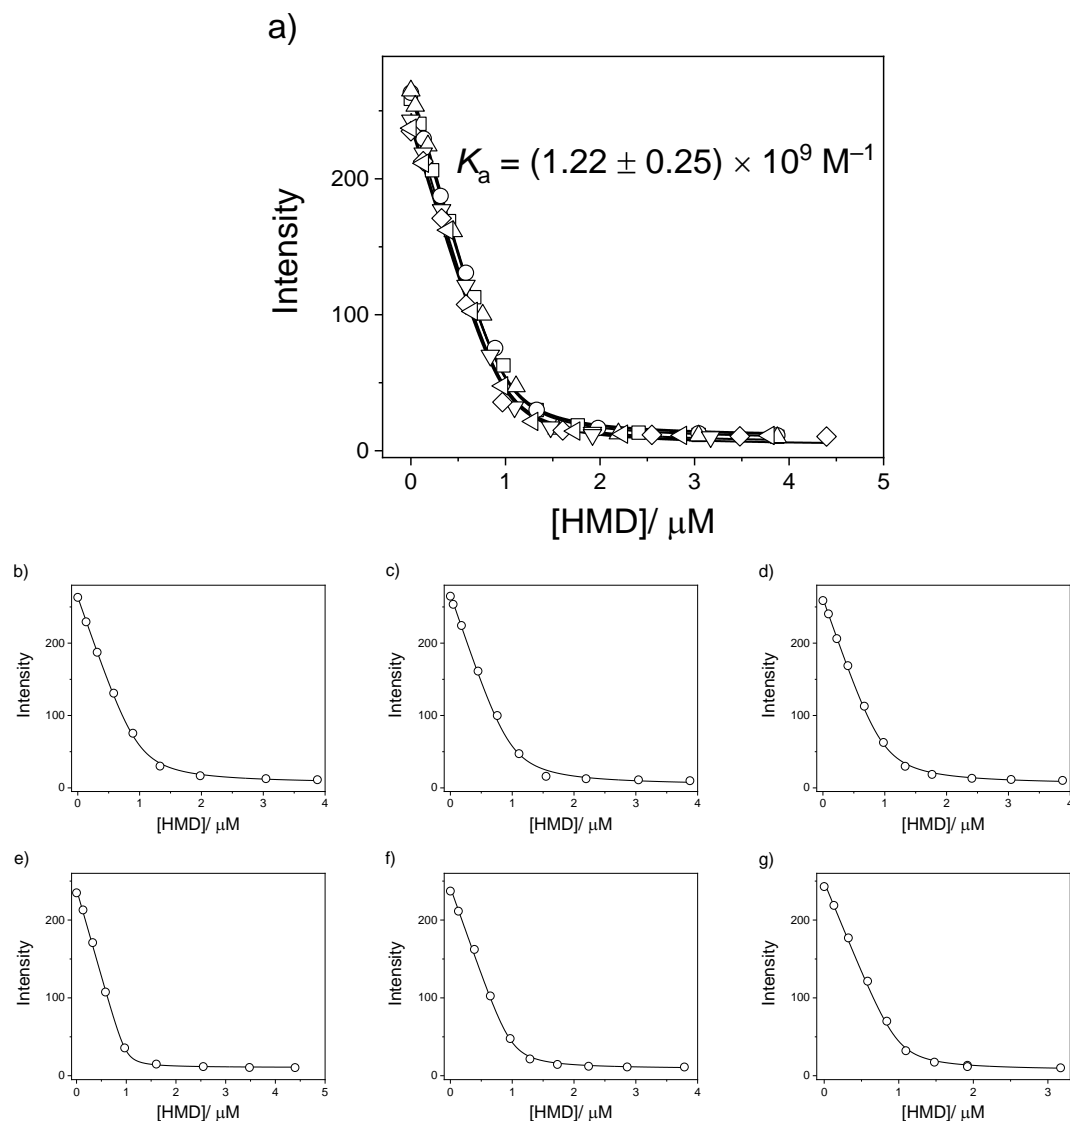 a)
Kₐ = (1.22 ± 0.25) × 10⁹ M⁻¹
Intensity
200
100
0
0 1 2 3 4 5
[HMD]/ μM
b)
Intensity
200
100
0
0 1 2 3 4
[HMD]/ μM
c)
Intensity
200
100
0
0 1 2 3 4
[HMD]/ μM
d)
Intensity
200
100
0
0 1 2 3 4
[HMD]/ μM
e)
Intensity
200
100
0
0 1 2 3 4 5
[HMD]/ μM
f)
Intensity
200
100
0
0 1 2 3 4
[HMD]/ μM
g)
Intensity
200
100
0
0 1 2 3
[HMD]/ μM